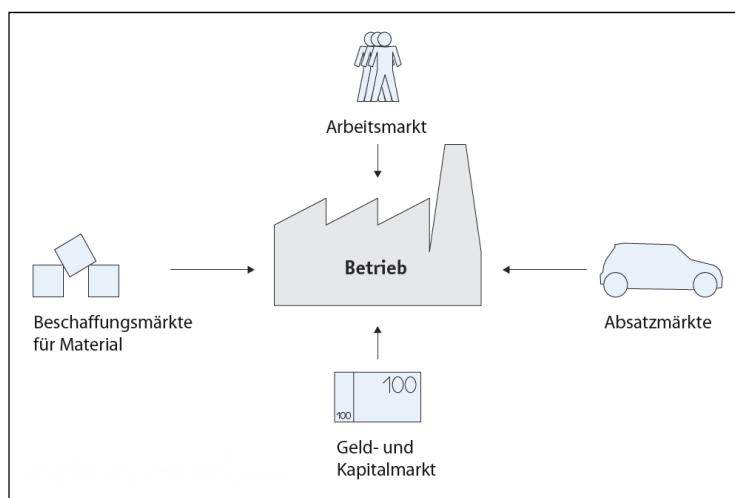 Arbeitsmarkt
Betrieb
Beschaffungsmärkte
für Material
Absatzmärkte
100
100
Geld- und
Kapitalmarkt